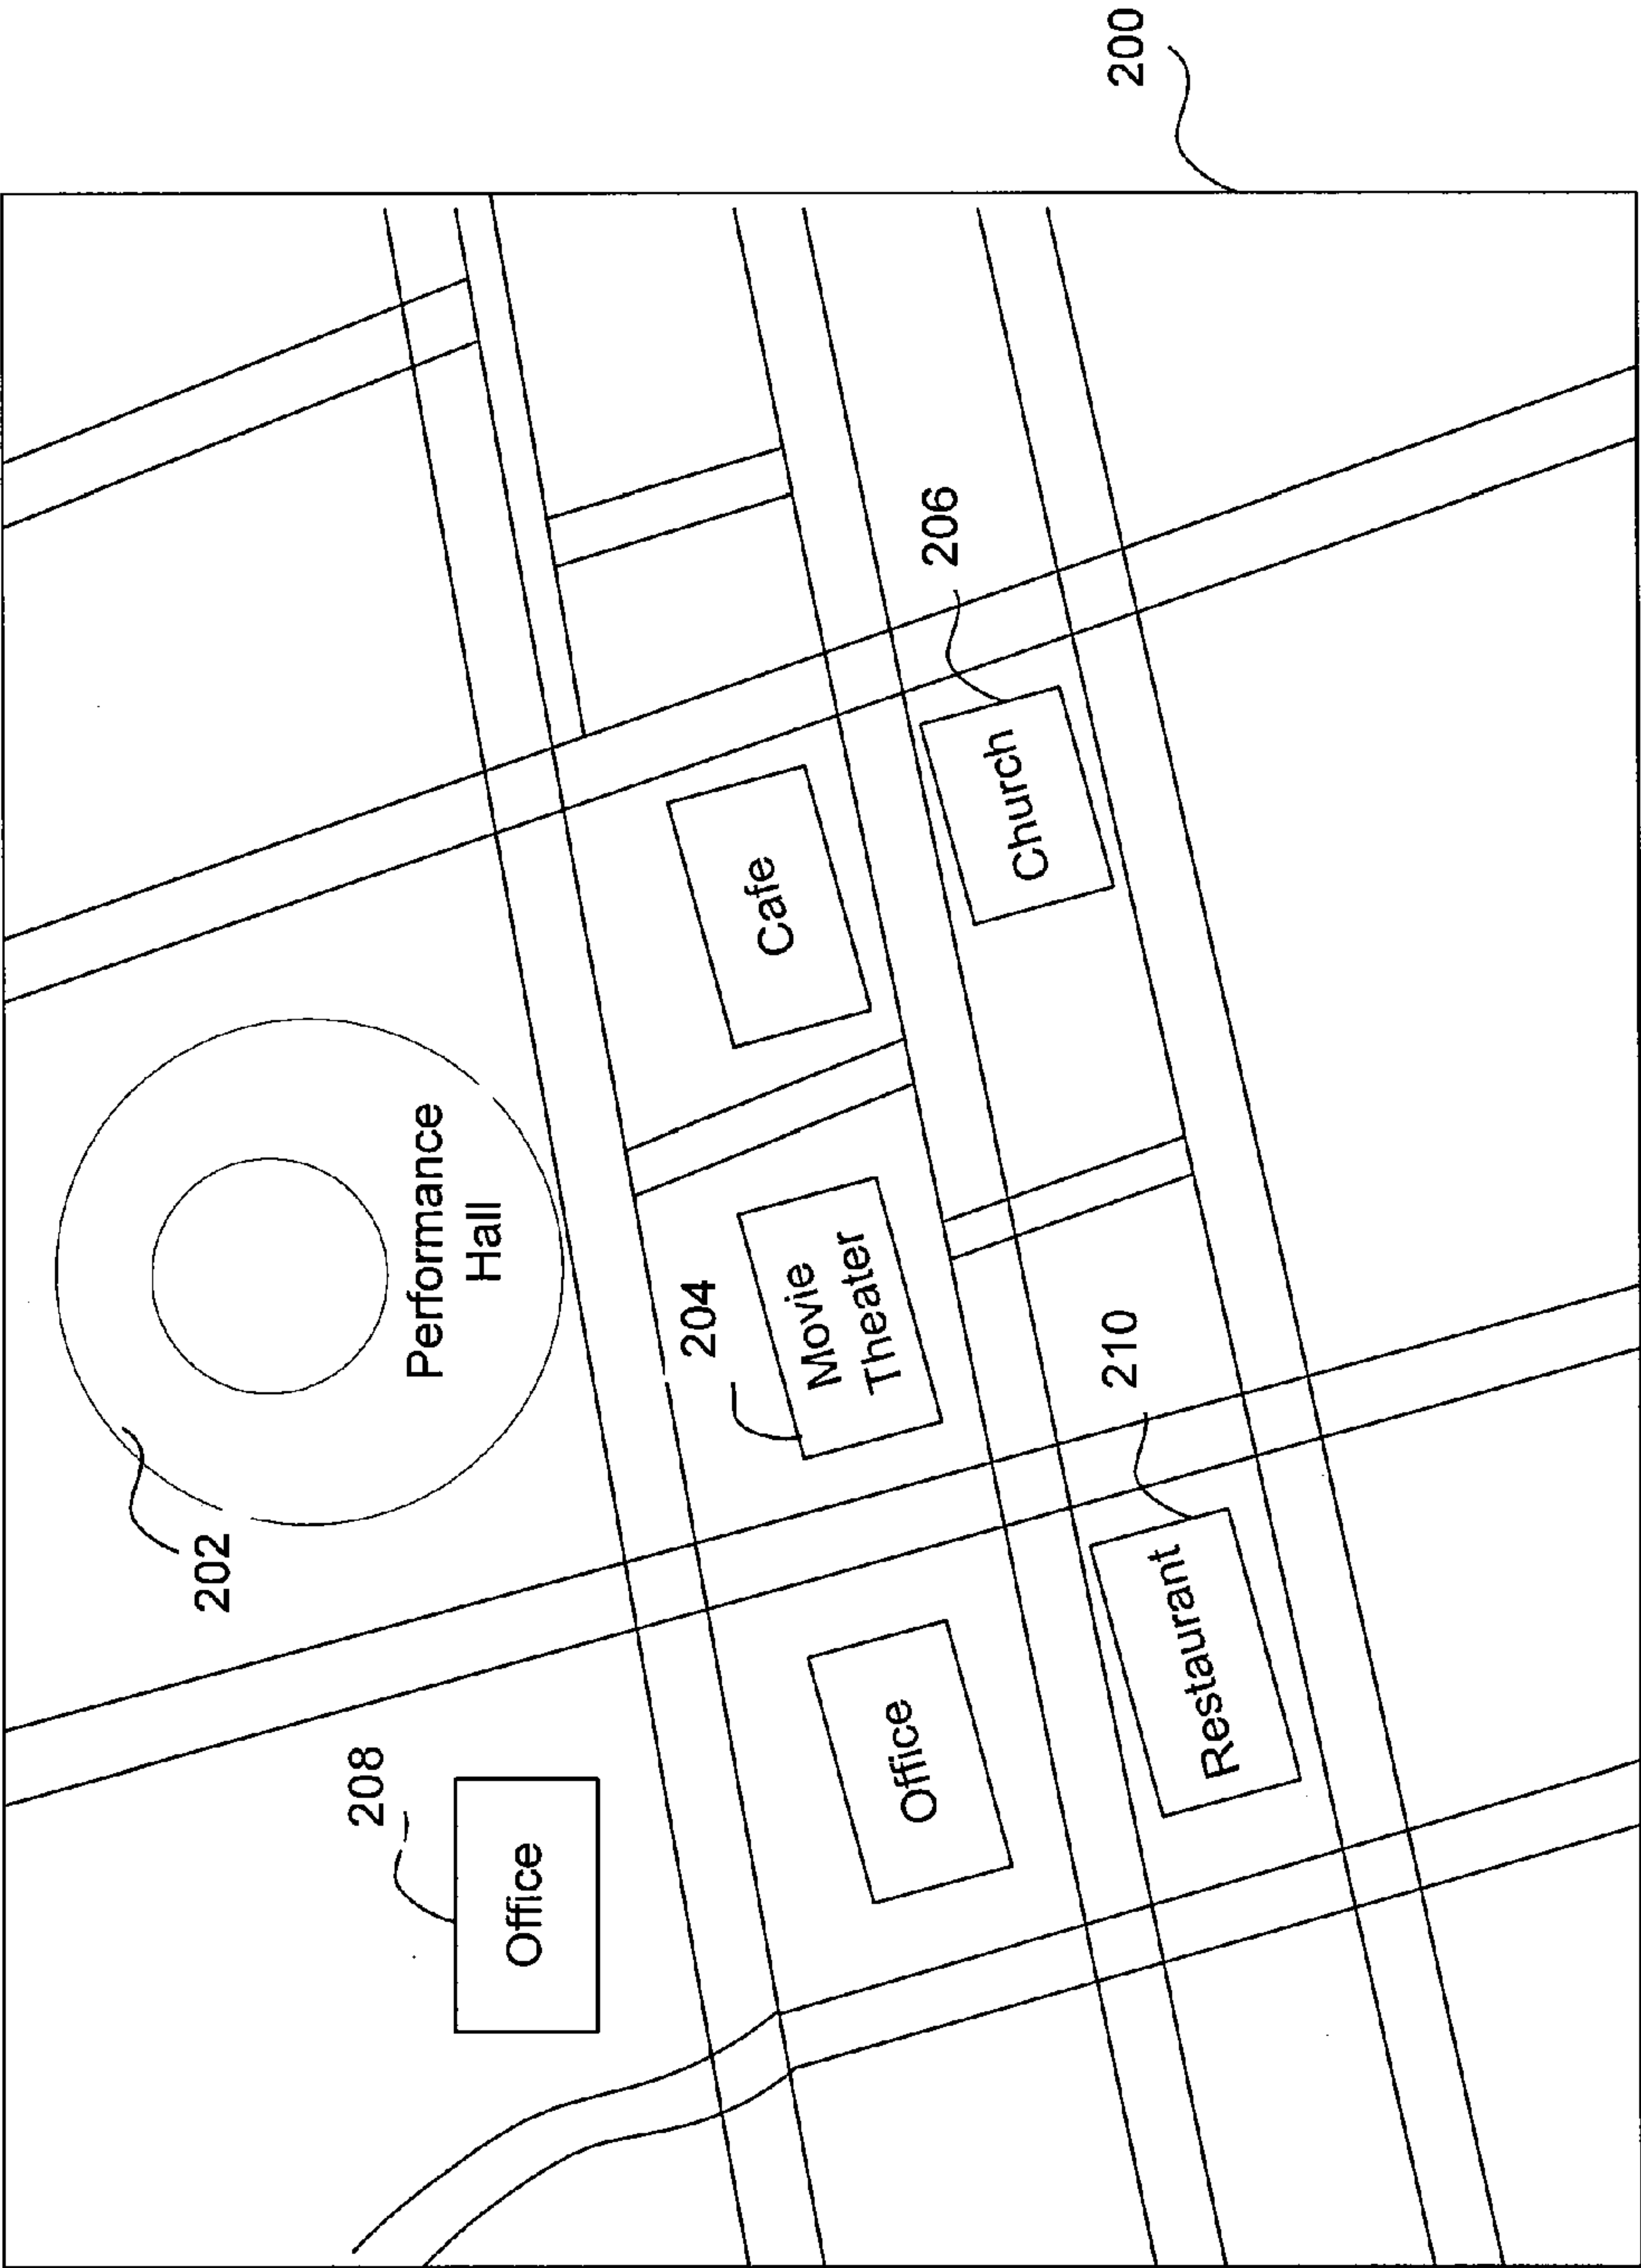 202
208
Performance
Hall
Office
204
Cafe
Movie
Theater
Office
206
Church
210
200
Restaurant